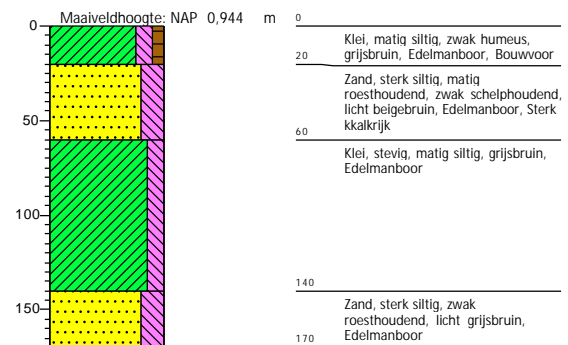 Maaiveldhoogte: NAP 0,944 m
0
50
100
150
0
Klei, matig siltig, zwak humeus,
grijsbruin, Edelmanboor, Bouwvoor
20
Zand, sterk siltig, matig
roesthoudend, zwak schelphoudend,
licht beigebruin, Edelmanboor, Sterk
kkalkrijk
60
Klei, stevig, matig siltig, grijsbruin,
Edelmanboor
140
Zand, sterk siltig, zwak
roesthoudend, licht grijsbruin,
Edelmanboor
170